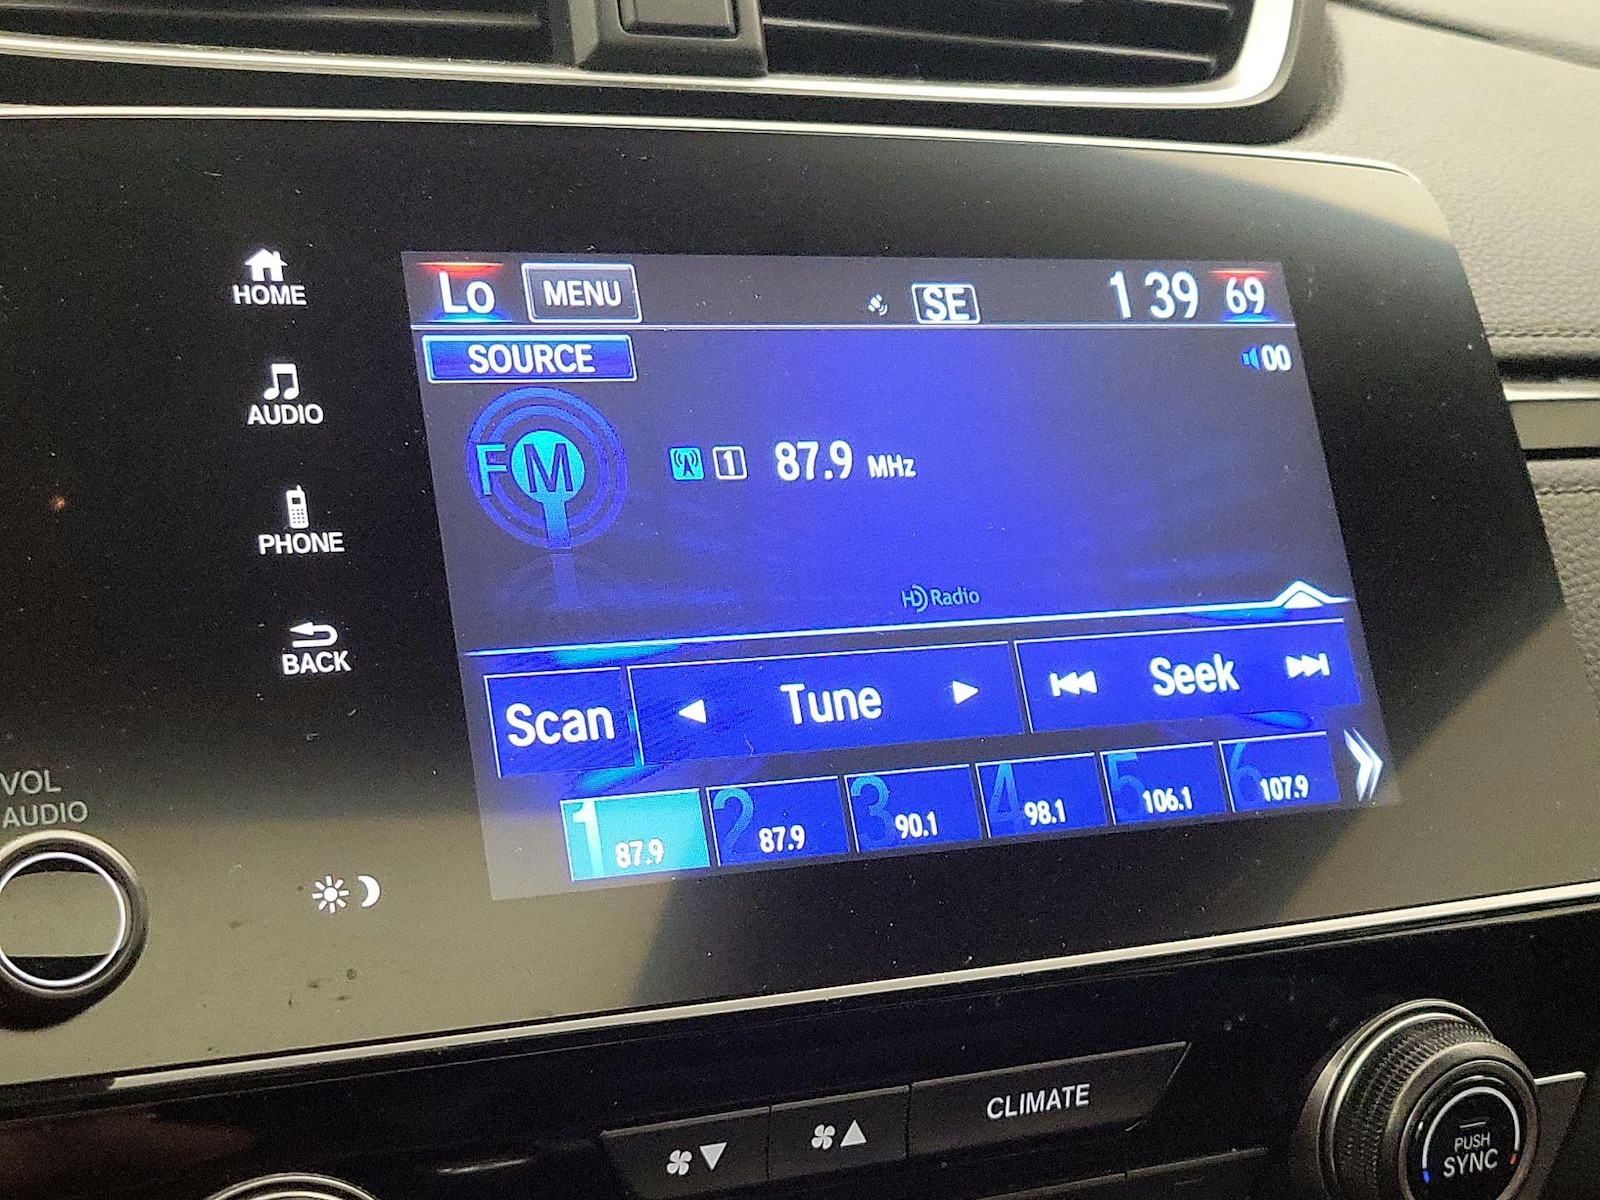 HOME
AUDIO
PHONE
BACK
VOL
AUDIO
Lo MENU SE 1 39 69
SOURCE 00
FM 1 87.9 MHz
HD Radio
Scan Tune Seek
1 87.9 2 87.9 3 90.1 4 98.1 5 106.1 6 107.9
CLIMATE
PUSH
SYNC